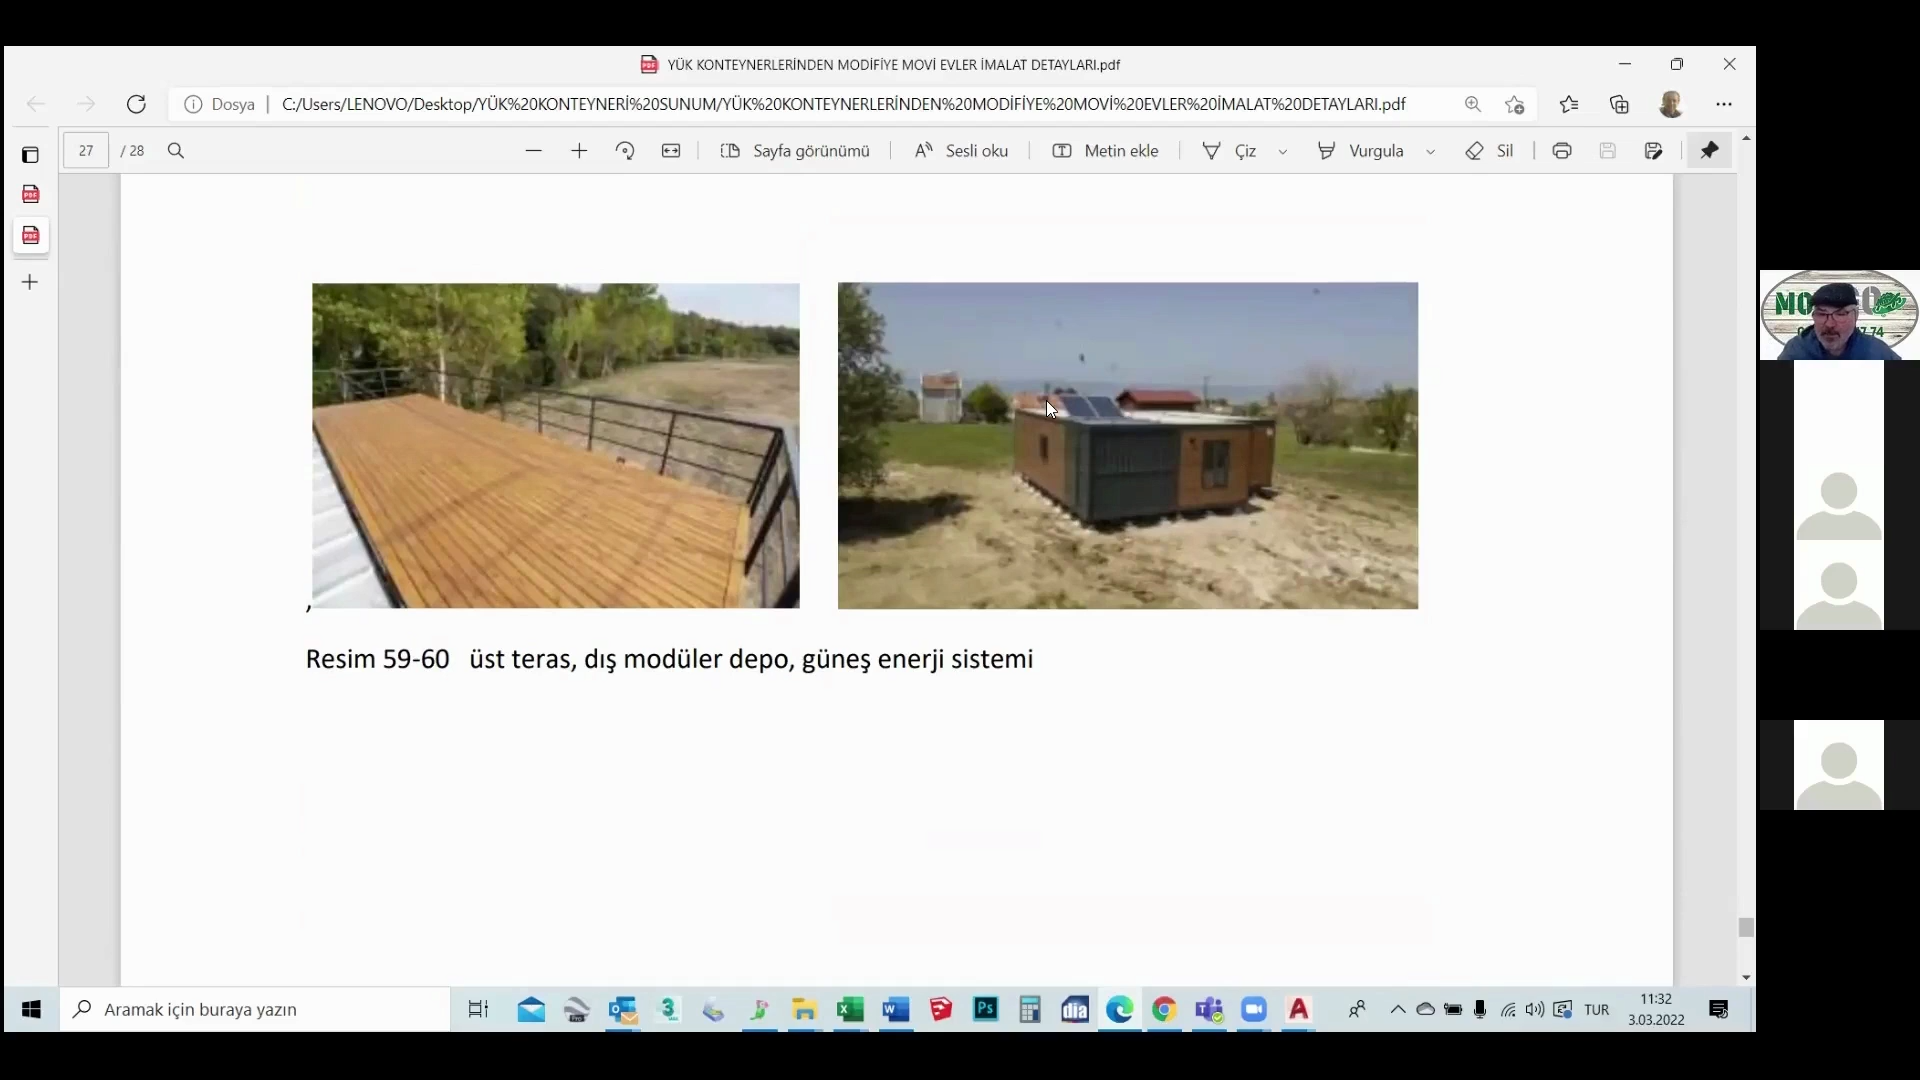 YÜK KONTEYNERLERİNDEN MODİFİYE MOVİ EVLER İMALAT DETAYLARI.pdf
Dosya
C:/Users/LENOVO/Desktop/YÜK%20KONTEYNERİ%20SUNUM/YÜK%20KONTEYNERLERİNDEN%20MODİFİYE%20MOVİ%20EVLER%20İMALAT%20DETAYLARI.pdf
27 / 28
Sayfa görünümü
Sesli oku
Metin ekle
Çiz
Vurgula
Sil
,
Resim 59-60 üst teras, dış modüler depo, güneş enerji sistemi
Aramak için buraya yazın
TUR
11:32
3.03.2022